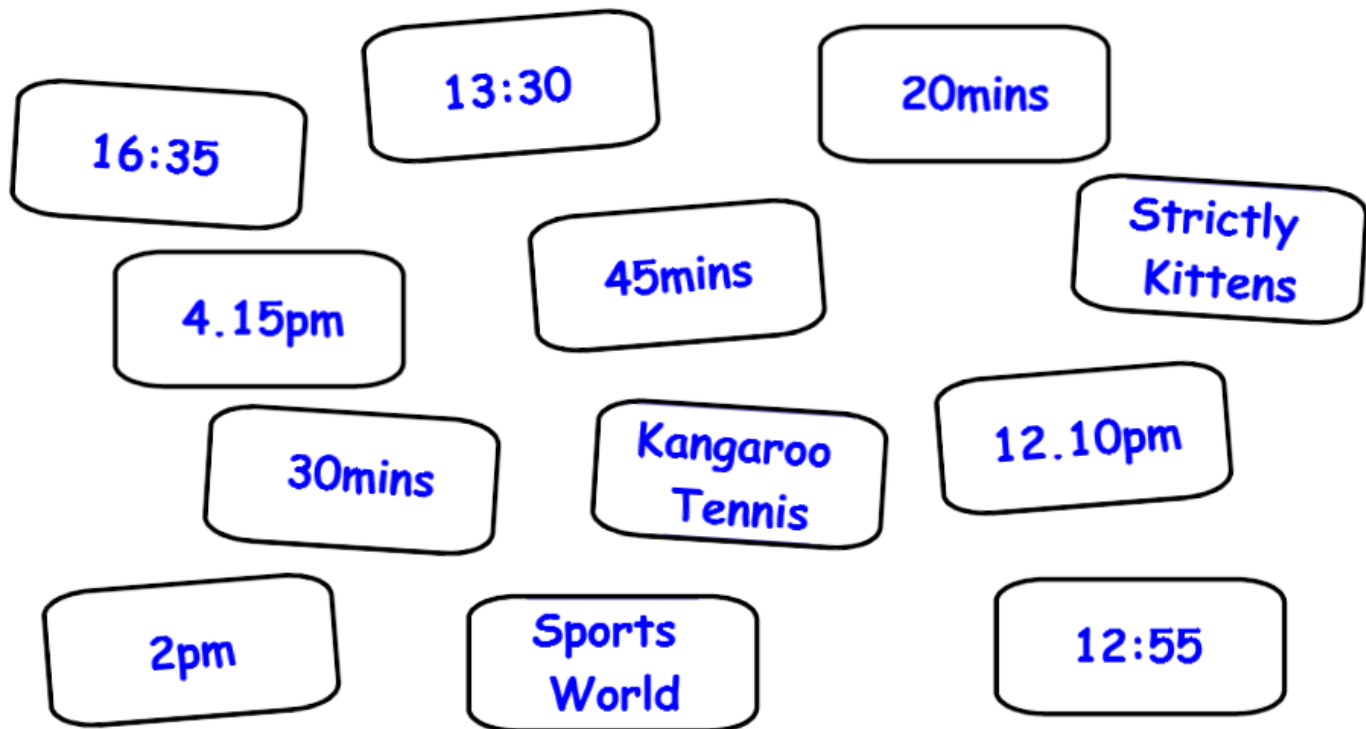 13:30
20mins
16:35
Strictly
Kittens
45mins
4.15pm
Kangaroo
Tennis
12.10pm
30mins
2pm
Sports
World
12:55